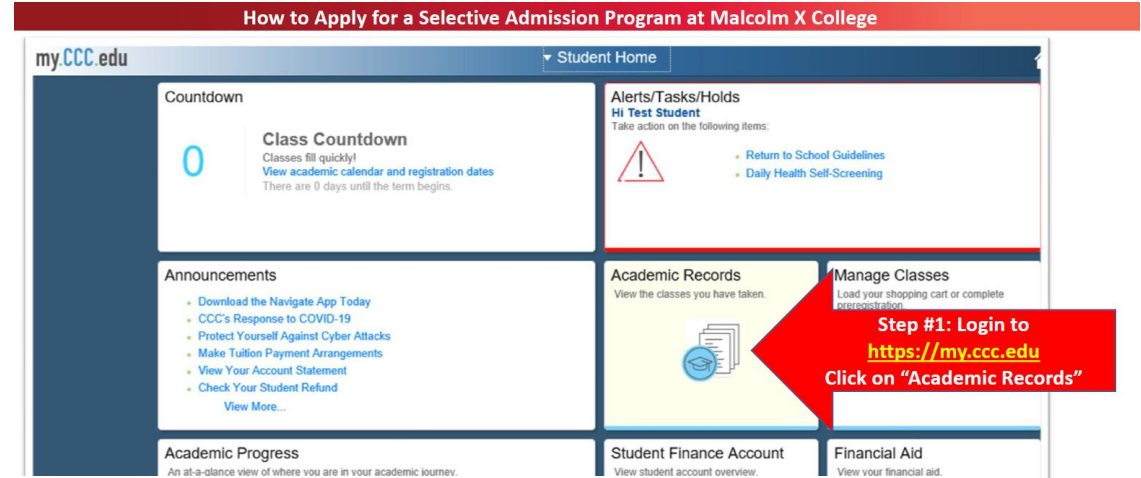 How to Apply for a Selective Admission Program at Malcolm X College
my.CCC.edu
Student Home
Countdown
0
Class Countdown
Classes fill quickly!
View academic calendar and registration dates
There are 0 days until the term begins.
Alerts/Tasks/Holds
Hi Test Student
Take action on the following items:
Return to School Guidelines
Daily Health Self-Screening
Announcements
Download the Navigate App Today
CCC's Response to COVID-19
Protect Yourself Against Cyber Attacks
Make Tuition Payment Arrangements
View Your Account Statement
Check Your Student Refund
View More...
Academic Records
View the classes you have taken.
Manage Classes
Load your shopping cart or complete
preregistration.
Step #1: Login to
https://my.ccc.edu
Click on “Academic Records”
Academic Progress
An at-a-glance view of where you are in your academic journey.
Student Finance Account
View student account overview.
Financial Aid
View your financial aid.